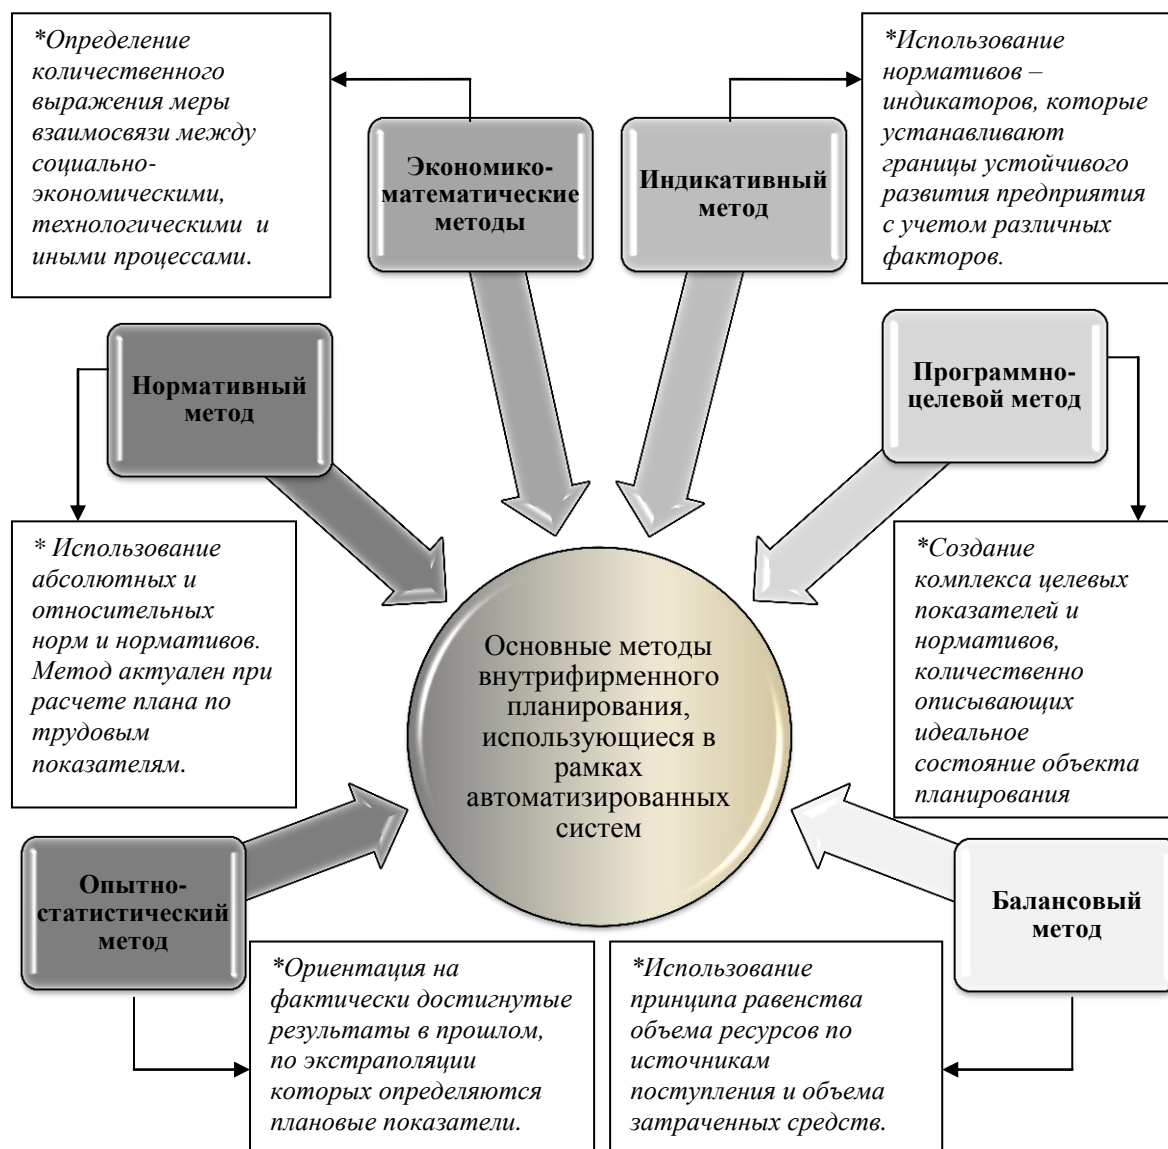 *Определение
количественного
выражения меры
взаимосвязи между
социально-
экономическими,
технологическими и
иными процессами.
Экономико-
математические
методы
Индикативный
метод
*Использование
нормативов –
индикаторов, которые
устанавливают
границы устойчивого
развития предприятия
с учетом различных
факторов.
Нормативный
метод
Программно-
целевой метод
* Использование
абсолютных и
относительных
норм и нормативов.
Метод актуален при
расчете плана по
трудовым
показателям.
Основные методы
внутрифирменного
планирования,
использующиеся в
рамках
автоматизированных
систем
*Создание
комплекса целевых
показателей и
нормативов,
количественно
описывающих
идеальное
состояние объекта
планирования
Опытно-
статистический
метод
Балансовый
метод
*Ориентация на
фактически достигнутые
результаты в прошлом,
по экстраполяции
которых определяются
плановые показатели.
*Использование
принципа равенства
объема ресурсов по
источникам
поступления и объема
затраченных средств.